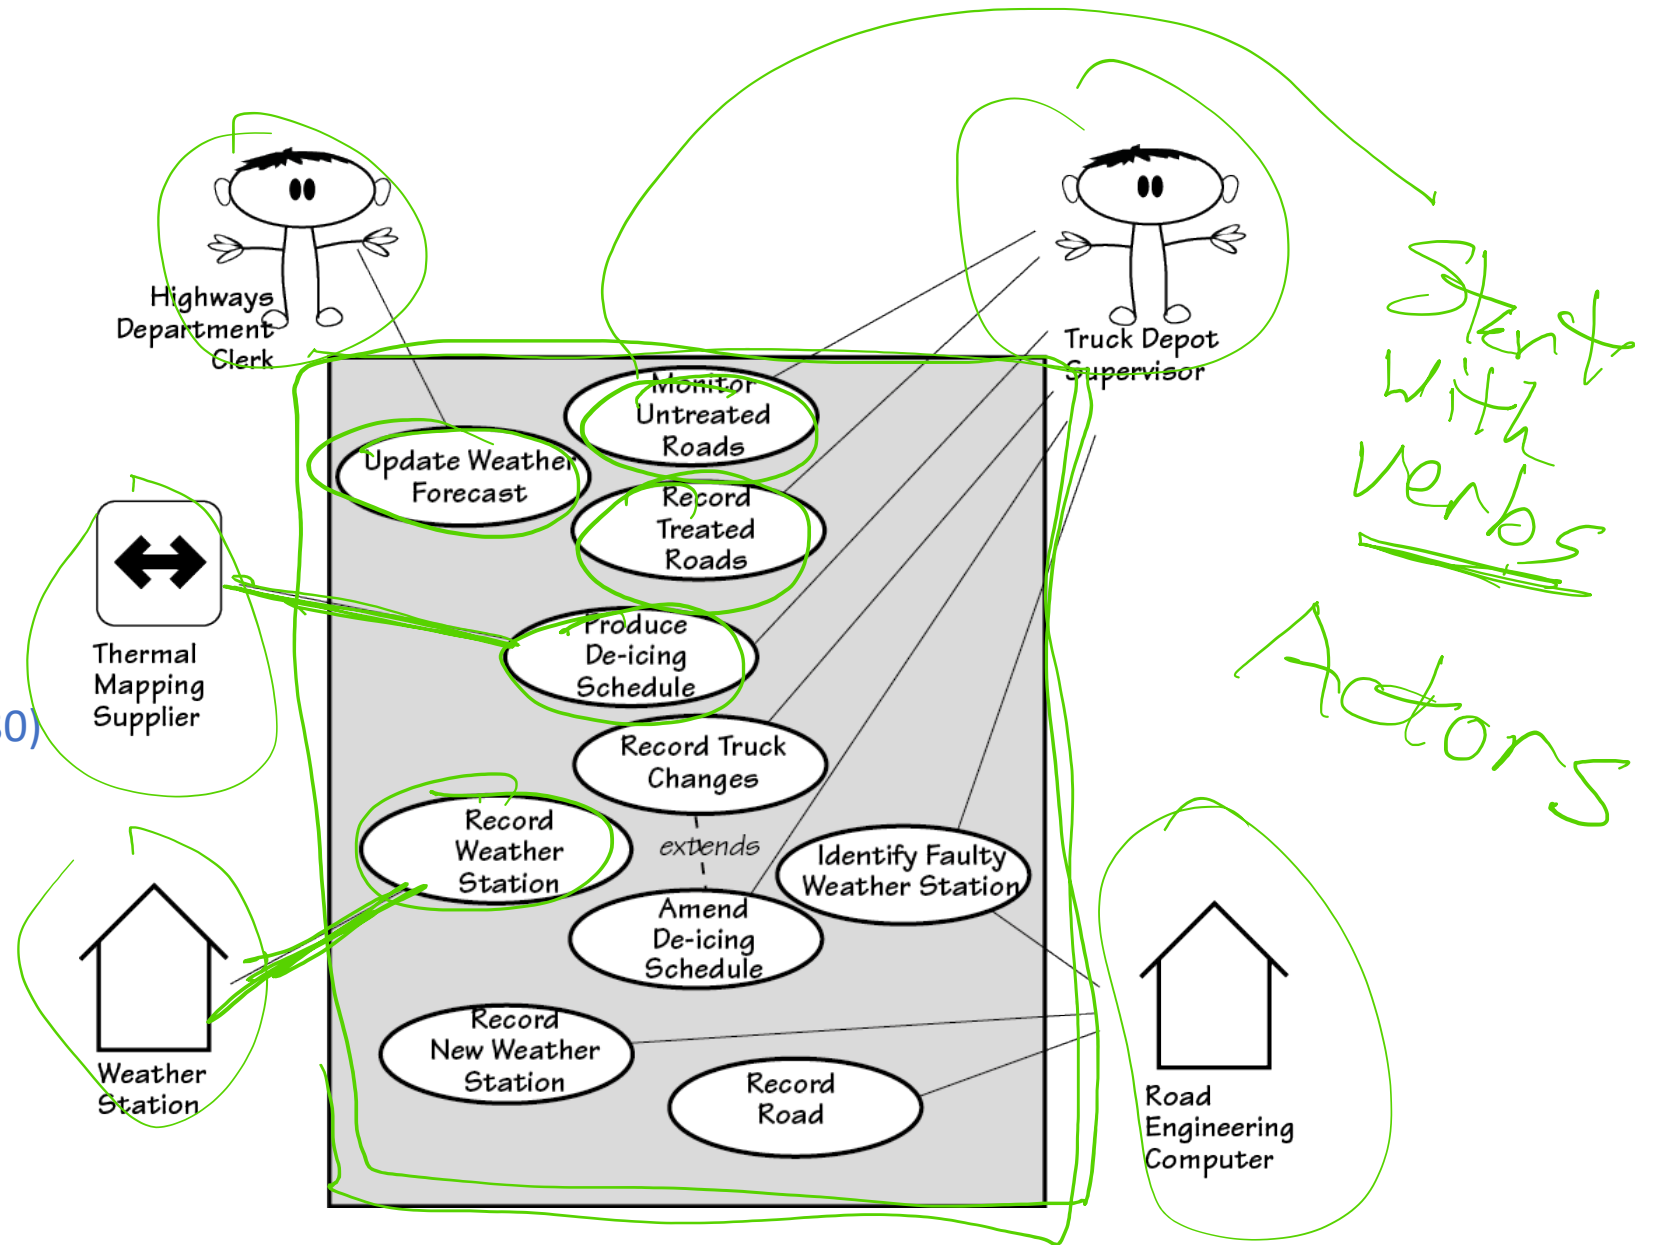 Highways
Department
Clerk
Truck Depot
Supervisor
Start
with
verbs
Actors
Monitor
Untreated
Roads
Update Weather
Forecast
Record
Treated
Roads
Thermal
Mapping
Supplier
0)
Produce
De-icing
Schedule
Record Truck
Changes
Record
Weather
Station
extends
Identify Faulty
Weather Station
Amend
De-icing
Schedule
Weather
Station
Record
New Weather
Station
Record
Road
Road
Engineering
Computer